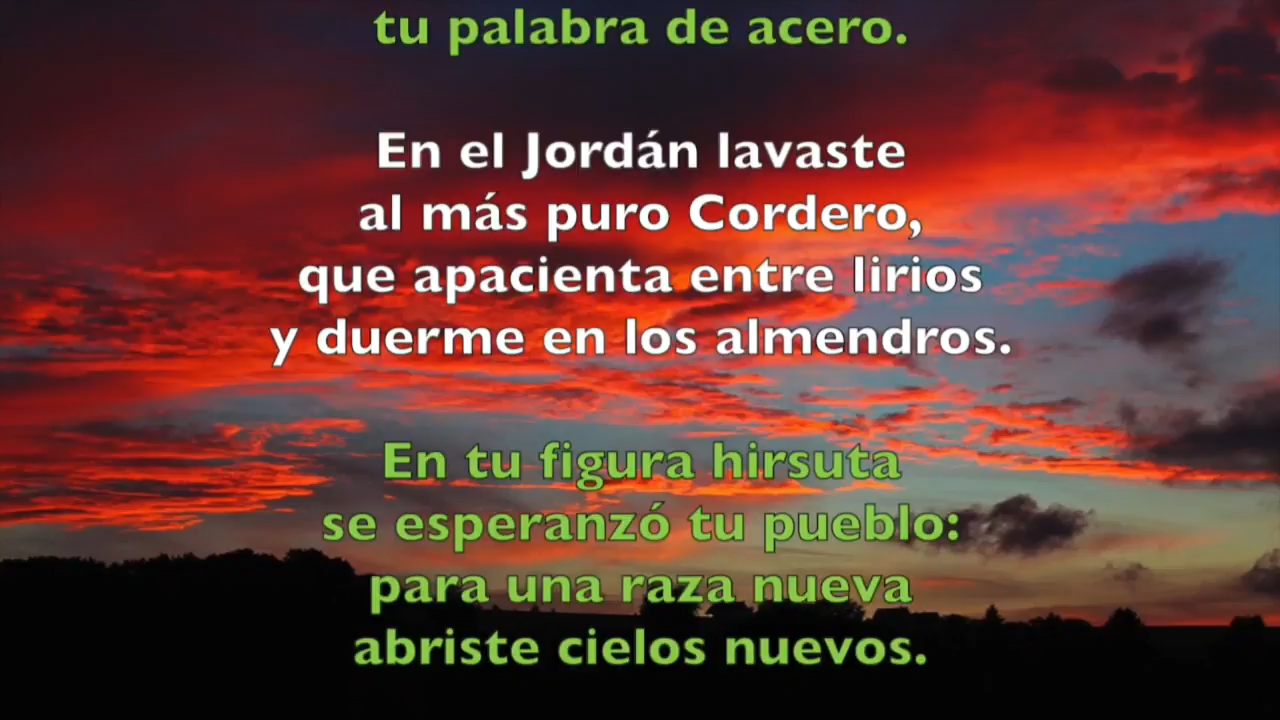 tu palabra de acero.
En el Jordán lavaste
al más puro Cordero,
que apacienta entre lirios
y duerme en los almendros.
En tu figura hirsuta
se esperanzó tu pueblo:
para una raza nueva
abriste cielos nuevos.